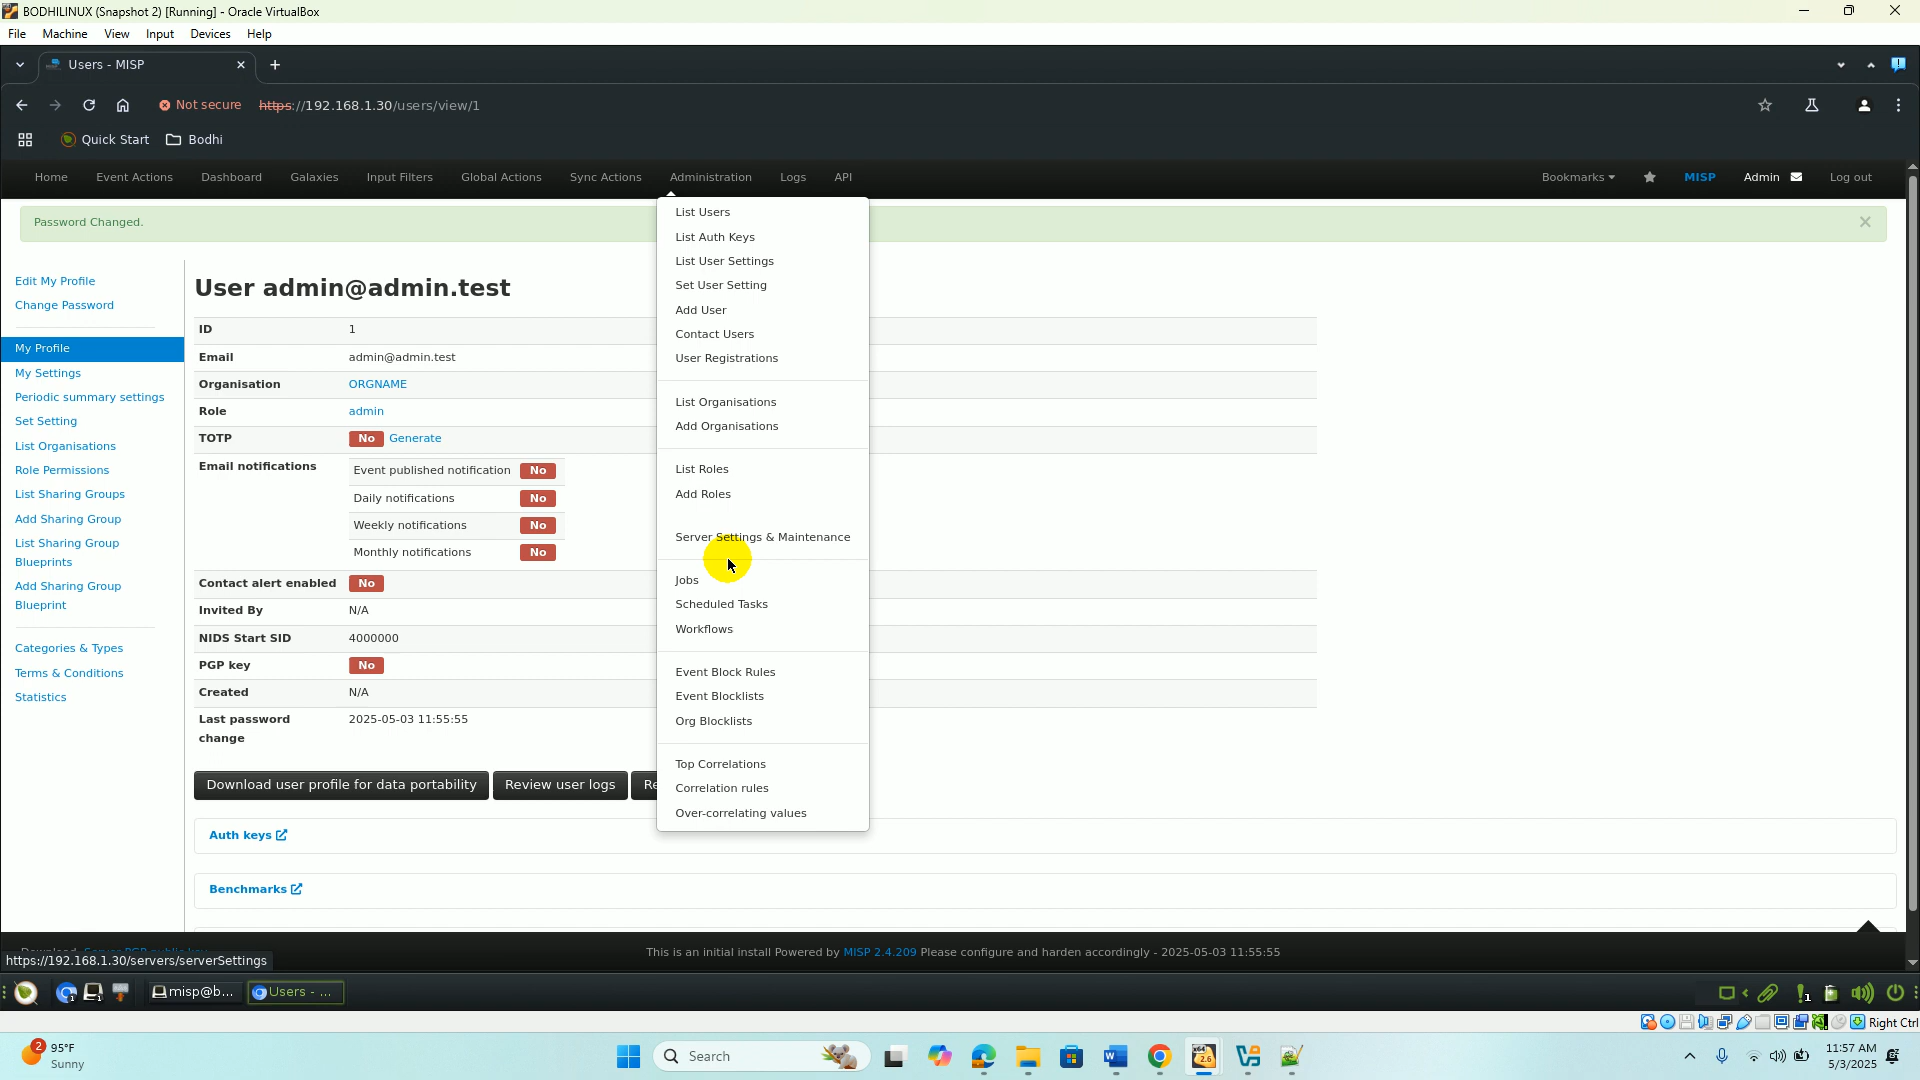 BODHILINUX (Snapshot 2) [Running] - Oracle VirtualBox
File Machine View Input Devices Help
Users - MISP
Not secure https://192.168.1.30/users/view/1
Quick Start Bodhi
Home Event Actions Dashboard Galaxies Input Filters Global Actions Sync Actions Administration Logs API Bookmarks MISP Admin Log out
Password Changed.
Edit My Profile
Change Password
My Profile
My Settings
Periodic summary settings
Set Setting
List Organisations
Role Permissions
List Sharing Groups
Add Sharing Group
List Sharing Group
Blueprints
Add Sharing Group
Blueprint
Categories & Types
Terms & Conditions
Statistics
User admin@admin.test
ID 1
Email admin@admin.test
Organisation ORGNAME
Role admin
TOTP No Generate
Email notifications Event published notification No
Daily notifications No
Weekly notifications No
Monthly notifications No
Contact alert enabled No
Invited By N/A
NIDS Start SID 4000000
PGP key No
Created N/A
Last password 2025-05-03 11:55:55
change
Download user profile for data portability Review user logs Re
Auth keys
Benchmarks
List Users
List Auth Keys
List User Settings
Set User Setting
Add User
Contact Users
User Registrations
List Organisations
Add Organisations
List Roles
Add Roles
Server Settings & Maintenance
Jobs
Scheduled Tasks
Workflows
Event Block Rules
Event Blocklists
Org Blocklists
Top Correlations
Correlation rules
Over-correlating values
This is an initial install Powered by MISP 2.4.209 Please configure and harden accordingly - 2025-05-03 11:55:55
https://192.168.1.30/servers/serverSettings
misp@b... Users - ...
Right Ctrl
2 95°F
Sunny
Search
11:57 AM
5/3/2025